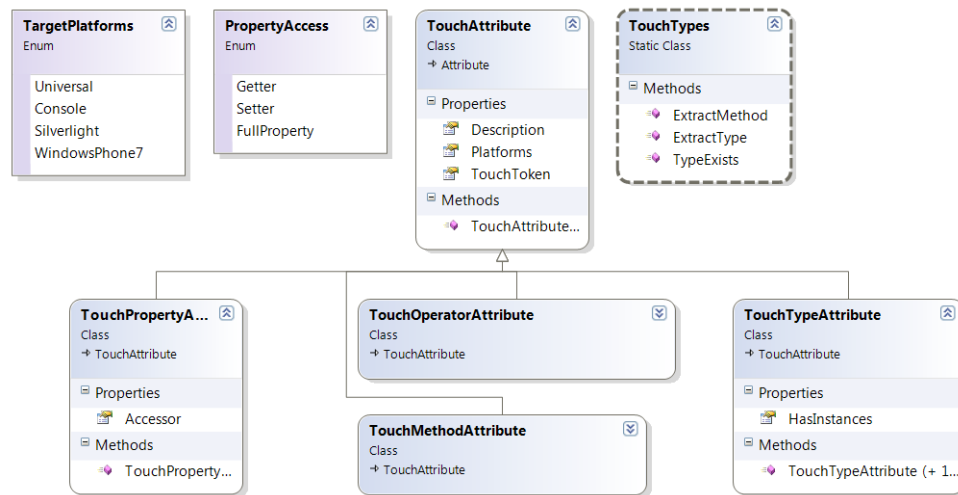 TargetPlatforms
Enum
Universal
Console
Silverlight
WindowsPhone7
PropertyAccess
Enum
Getter
Setter
FullProperty
TouchAttribute
Class
Attribute
Properties
Description
Platforms
TouchToken
Methods
TouchAttribute...
TouchTypes
Static Class
Methods
ExtractMethod
ExtractType
TypeExists
TouchPropertyA...
Class
TouchAttribute
Properties
Accessor
Methods
TouchProperty...
TouchOperatorAttribute
Class
TouchAttribute
TouchMethodAttribute
Class
TouchAttribute
TouchTypeAttribute
Class
TouchAttribute
Properties
HasInstances
Methods
TouchTypeAttribute (+ 1...